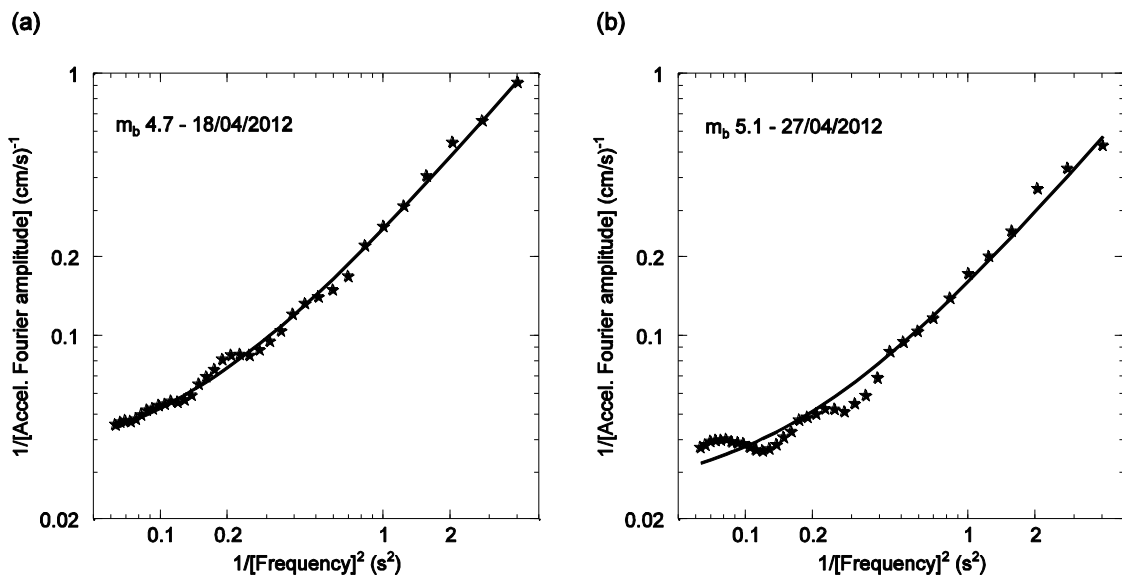 (a)
(b)
m_b 4.7 - 18/04/2012
1/[Accel. Fourier amplitude] (cm/s)⁻¹
1
0.2
0.1
0.02
0.1
0.2
1
2
1/[Frequency]² (s²)
m_b 5.1 - 27/04/2012
1/[Accel. Fourier amplitude] (cm/s)⁻¹
1
0.2
0.1
0.02
0.1
0.2
1
2
1/[Frequency]² (s²)